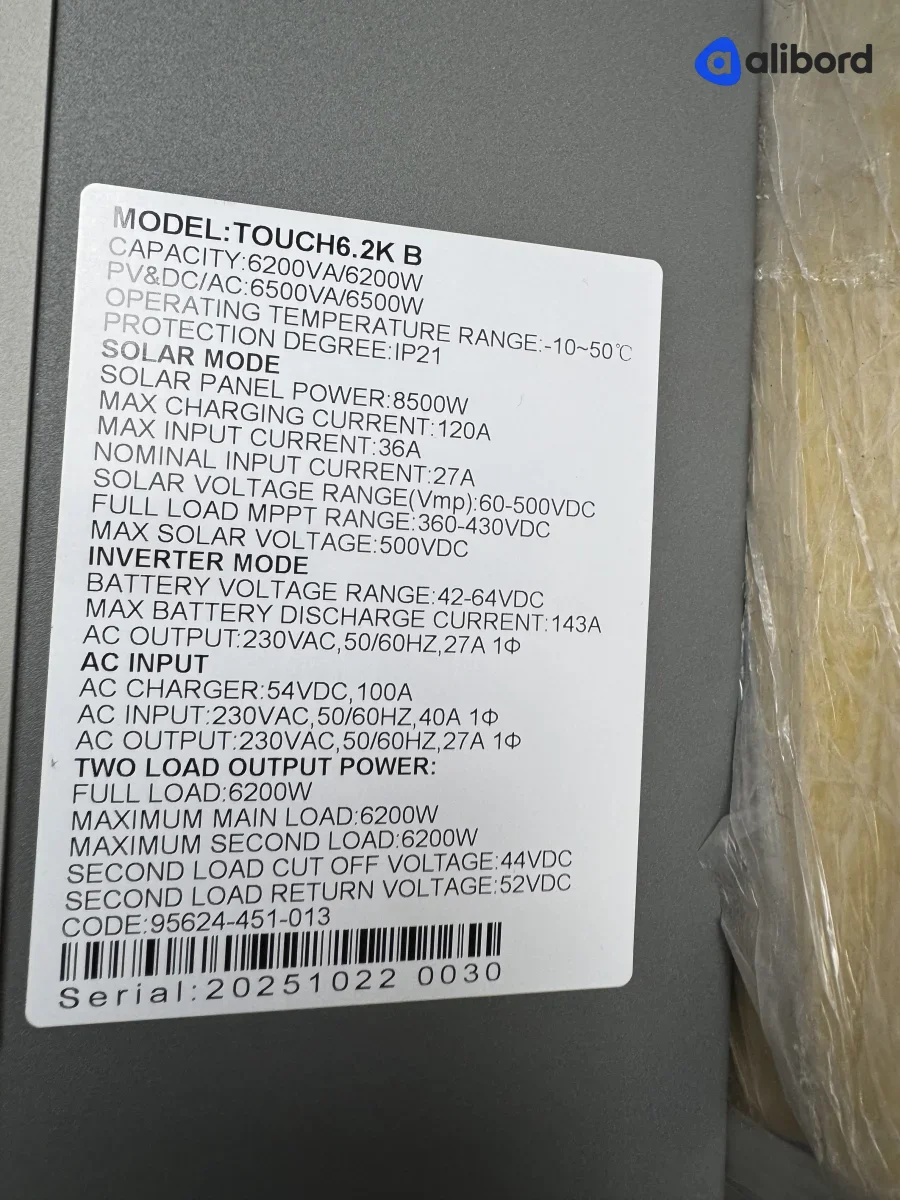 alibord
MODEL:TOUCH6.2K B
CAPACITY:6200VA/6200W
PV&DC/AC:6500VA/6500W
OPERATING TEMPERATURE RANGE:-10~50℃
PROTECTION DEGREE:IP21
SOLAR MODE
SOLAR PANEL POWER:8500W
MAX CHARGING CURRENT:120A
MAX INPUT CURRENT:36A
NOMINAL INPUT CURRENT:27A
SOLAR VOLTAGE RANGE(Vmp):60-500VDC
FULL LOAD MPPT RANGE:360-430VDC
MAX SOLAR VOLTAGE:500VDC
INVERTER MODE
BATTERY VOLTAGE RANGE:42-64VDC
MAX BATTERY DISCHARGE CURRENT:143A
AC OUTPUT:230VAC,50/60HZ,27A 1Φ
AC INPUT
AC CHARGER:54VDC,100A
AC INPUT:230VAC,50/60HZ,40A 1Φ
AC OUTPUT:230VAC,50/60HZ,27A 1Φ
TWO LOAD OUTPUT POWER:
FULL LOAD:6200W
MAXIMUM MAIN LOAD:6200W
MAXIMUM SECOND LOAD:6200W
SECOND LOAD CUT OFF VOLTAGE:44VDC
SECOND LOAD RETURN VOLTAGE:52VDC
CODE:95624-451-013
Serial:20251022 0030